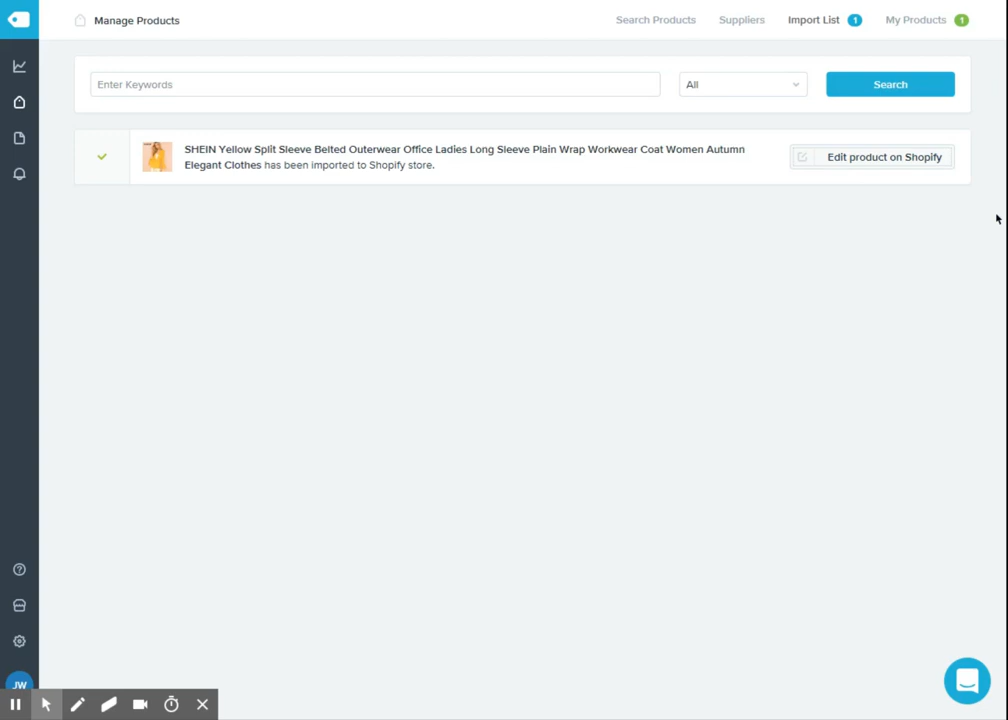 Manage Products
Search Products Suppliers Import List 1 My Products 1
Enter Keywords All Search
SHEIN Yellow Split Sleeve Belted Outerwear Office Ladies Long Sleeve Plain Wrap Workwear Coat Women Autumn
Elegant Clothes has been imported to Shopify store.
Edit product on Shopify
JW